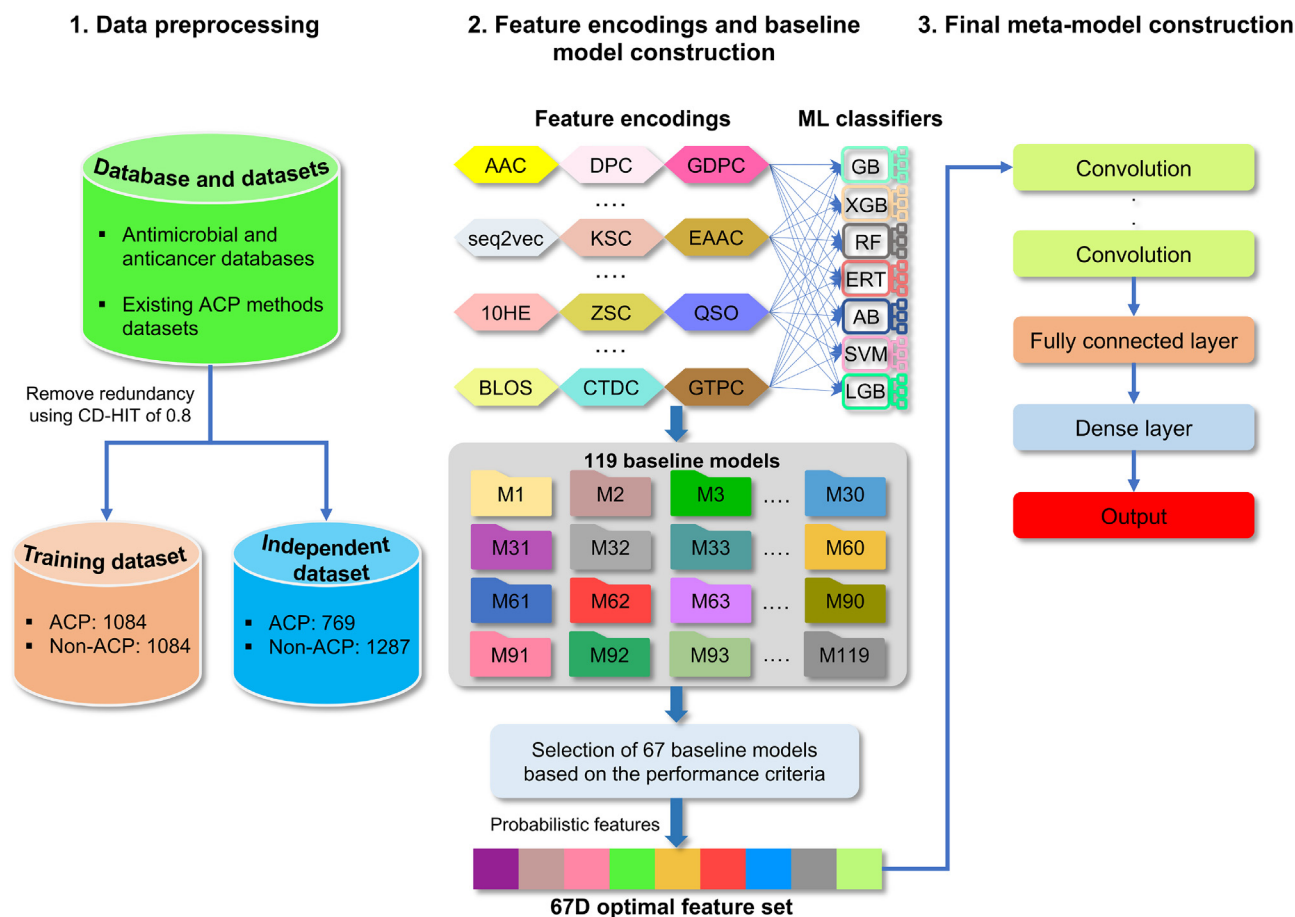 1. Data preprocessing
Database and datasets
▪ Antimicrobial and
anticancer databases
▪ Existing ACP methods
datasets
Remove redundancy
using CD-HIT of 0.8
Training dataset
▪ ACP: 1084
▪ Non-ACP: 1084
Independent
dataset
▪ ACP: 769
▪ Non-ACP: 1287
2. Feature encodings and baseline
model construction
Feature encodings
ML classifiers
AAC DPC GDPC
....
seq2vec KSC EAAC
....
10HE ZSC QSO
....
BLOS CTDC GTPC
GB
XGB
RF
ERT
AB
SVM
LGB
119 baseline models
M1 M2 M3 .... M30
M31 M32 M33 .... M60
M61 M62 M63 .... M90
M91 M92 M93 .... M119
Selection of 67 baseline models
based on the performance criteria
Probabilistic features
67D optimal feature set
3. Final meta-model construction
Convolution
.
.
Convolution
Fully connected layer
Dense layer
Output